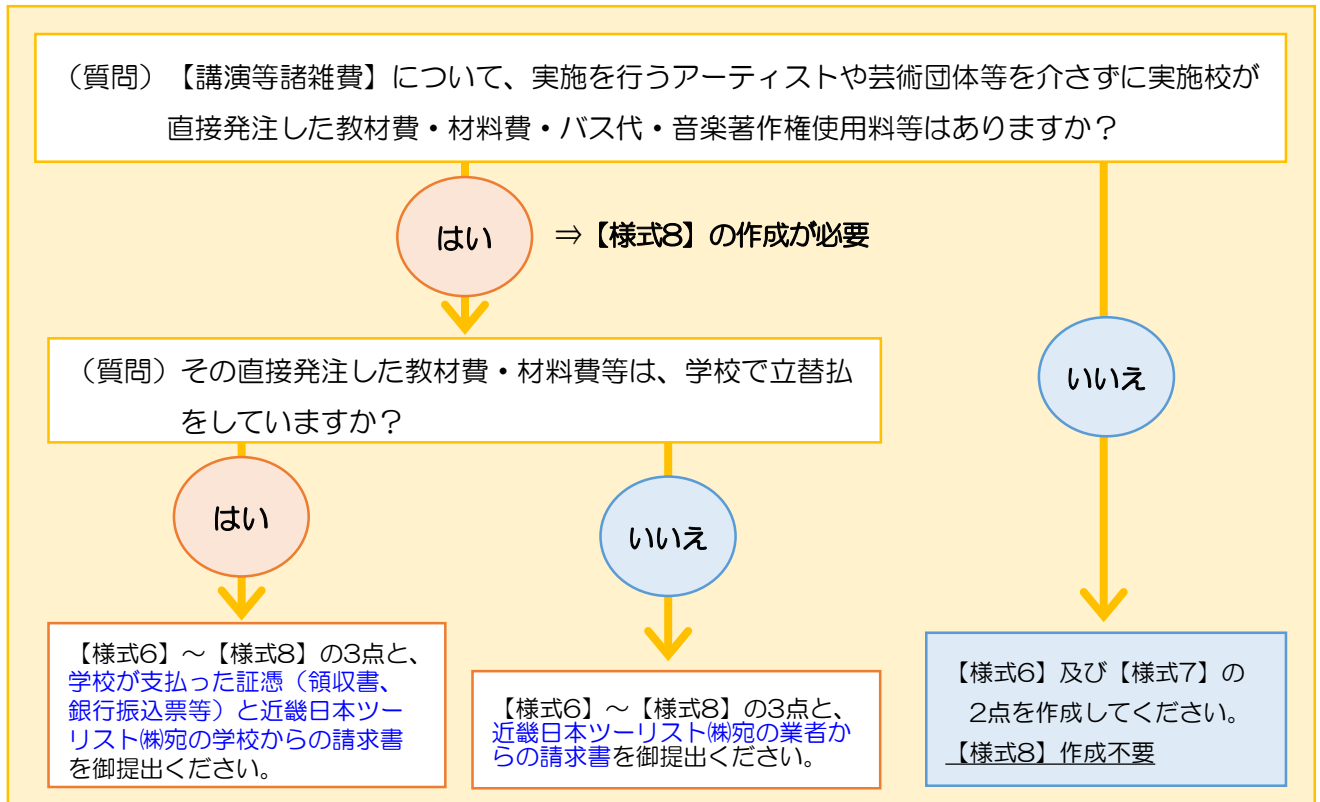 （質問）【講演等諸雑費】について、実施を行うアーティストや芸術団体等を介さずに実施校が
直接発注した教材費・材料費・バス代・音楽著作権使用料等はありますか？
はい
⇒【様式8】の作成が必要
いいえ
（質問）その直接発注した教材費・材料費等は、学校で立替払
をしていますか？
はい
いいえ
【様式6】～【様式8】の3点と、
学校が支払った証憑（領収書、
銀行振込票等）と近畿日本ツー
リスト㈱宛の学校からの請求書
を御提出ください。
【様式6】～【様式8】の3点と、
近畿日本ツーリスト㈱宛の業者か
らの請求書を御提出ください。
【様式6】及び【様式7】の
2点を作成してください。
【様式8】作成不要